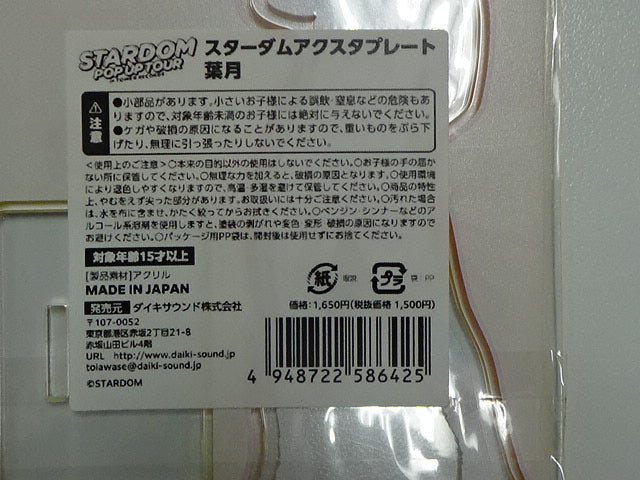 STARDOM
POP UP TOUR
スターダムアクスタプレート
葉月
注意
●小部品があります。小さいお子様による誤飲・窒息などの危険もあ
りますので、対象年齢未満のお子様には絶対に与えないでください。
●ケガや破損の原因になることがありますので、重いものをぶら下
げたり、無理に引っ張ったりしないでください。
<使用上のご注意>○本来の目的以外の使用はしないでください。○お子様の手の届か
ない所に保管してください。○無理な力を加えると、破損の原因となります。○使用環境
により退色しやすくなりますので、高温・多湿を避けて保管してください。○商品の特性
上、やむをえず尖った部分があります。お取扱いには十分ご注意ください。○汚れた場合
は、水を布に含ませ、かたく絞ってからお拭きください。○ベンジン・シンナーなどのア
ルコール系溶剤を使用しますと、塗装の剥がれや変色・変形・破損の原因になりますので
お避けください。○パッケージ用PP袋は、開封後は使用せずにお捨てください。
対象年齢15才以上
[製品素材]アクリル
MADE IN JAPAN
紙 プラ 袋:PP
発売元 ダイキサウンド株式会社
価格:1,650円(税抜価格 1,500円)
〒107-0052
東京都港区赤坂2丁目21-8
赤坂山田ビル4階
URL http://www.daiki-sound.jp
toiawase@daiki-sound.jp
©STARDOM
4 948722 586425